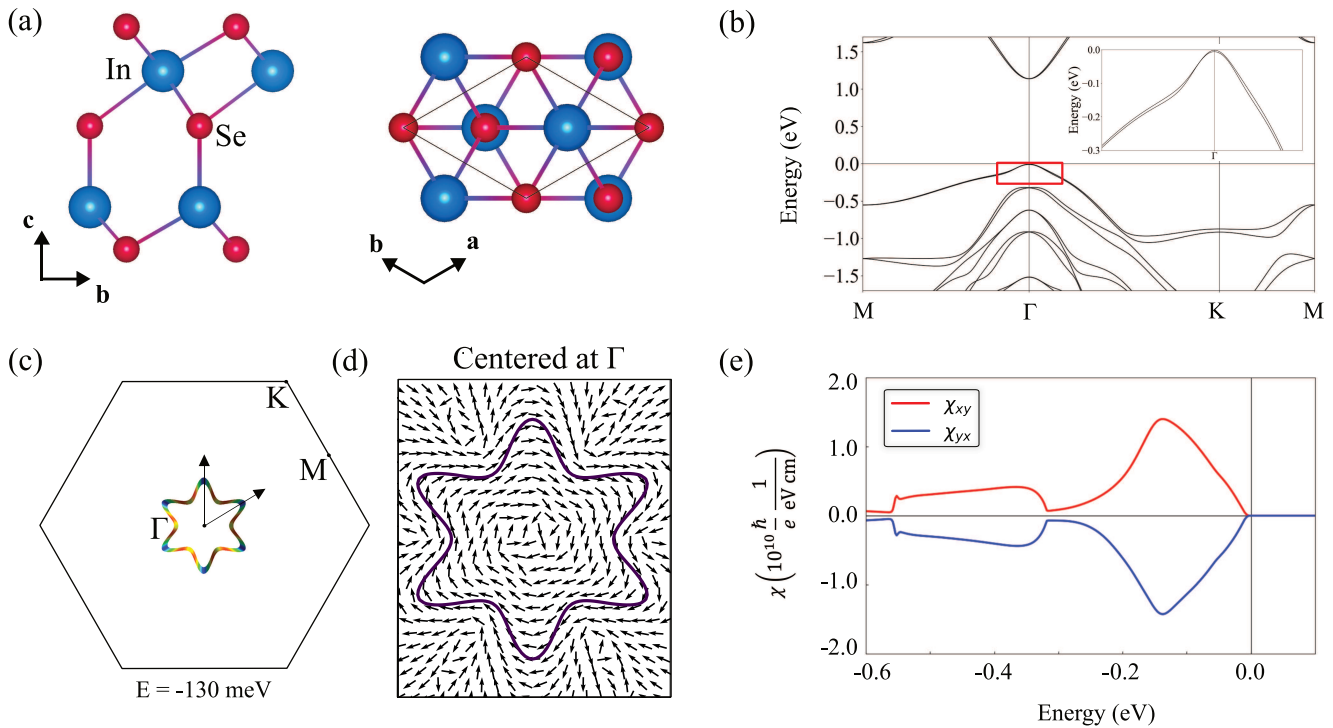 (a)
In
Se
c
b
b
a
(b)
Energy (eV)
1.5
1.0
0.5
0.0
−0.5
−1.0
−1.5
M
Γ
K
M
Energy (eV)
0.0
−0.1
−0.2
−0.3
Γ
(c)
K
M
Γ
E = -130 meV
(d)
Centered at Γ
(e)
χ (10¹⁰ ħ/e 1/(eV cm))
2.0
1.0
0.0
-1.0
-2.0
χxy
χyx
-0.6
-0.4
-0.2
0.0
Energy (eV)